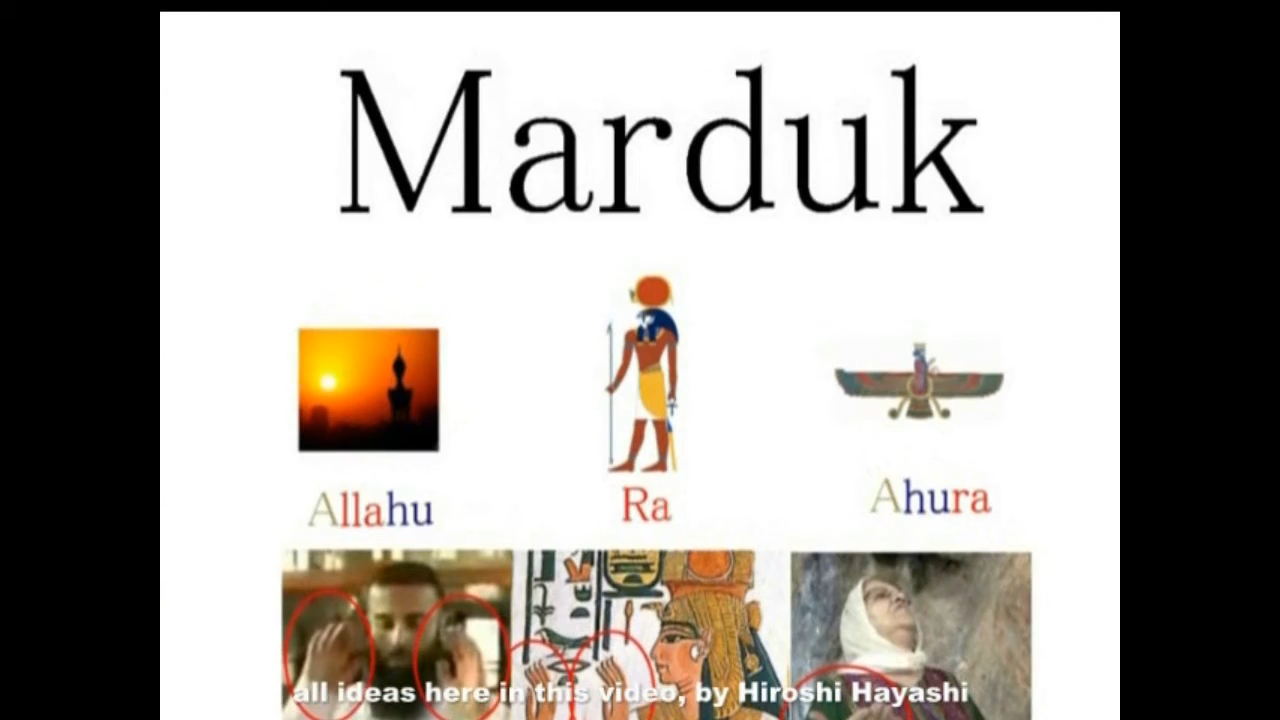 Marduk
Allahu
Ra
Ahura
all ideas here in this video, by Hiroshi Hayashi